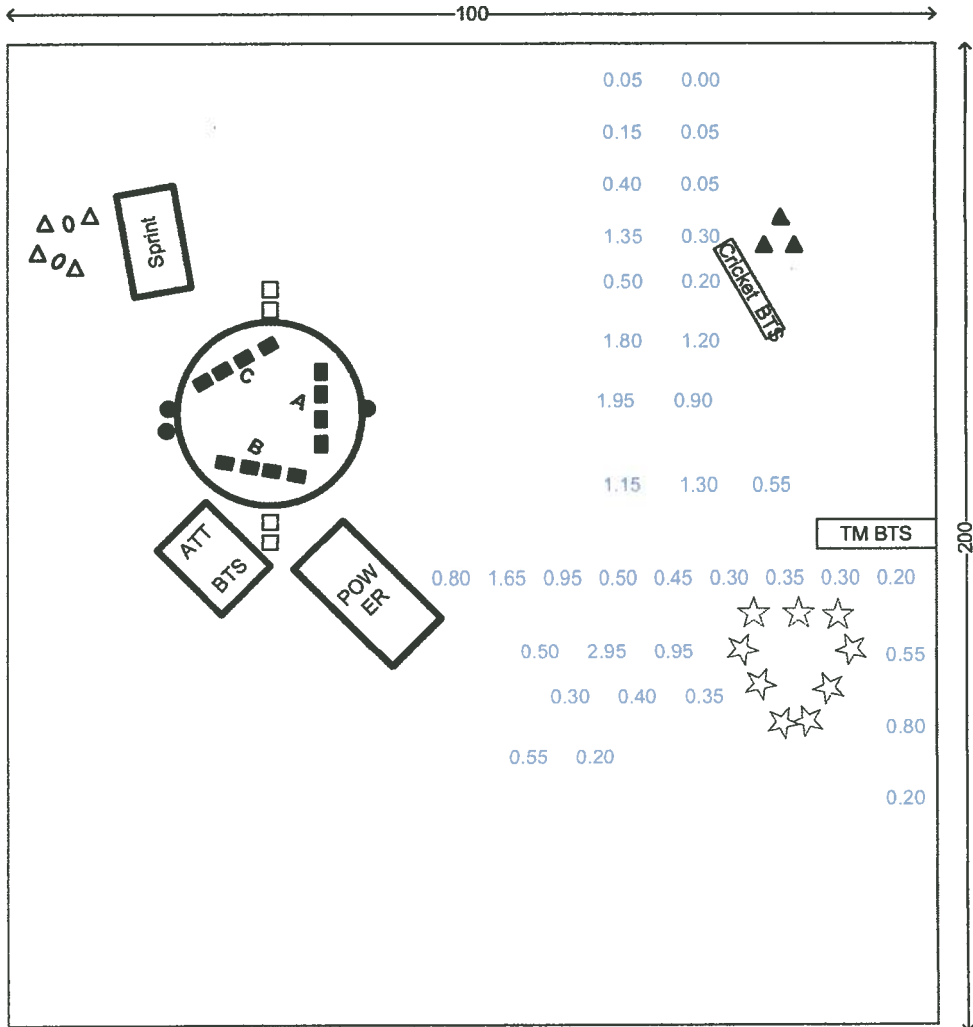 100
0.05 0.00
0.15 0.05
0.40 0.05
1.35 0.30
Sprint
Cricket BTS
0.50 0.20
1.80 1.20
C
A
1.95 0.90
B
1.15 1.30 0.55
200
TM BTS
ATT
BTS
POW
ER
0.80 1.65 0.95 0.50 0.45 0.30 0.35 0.30 0.20
0.50 2.95 0.95 0.55
0.30 0.40 0.35
0.80
0.55 0.20
0.20